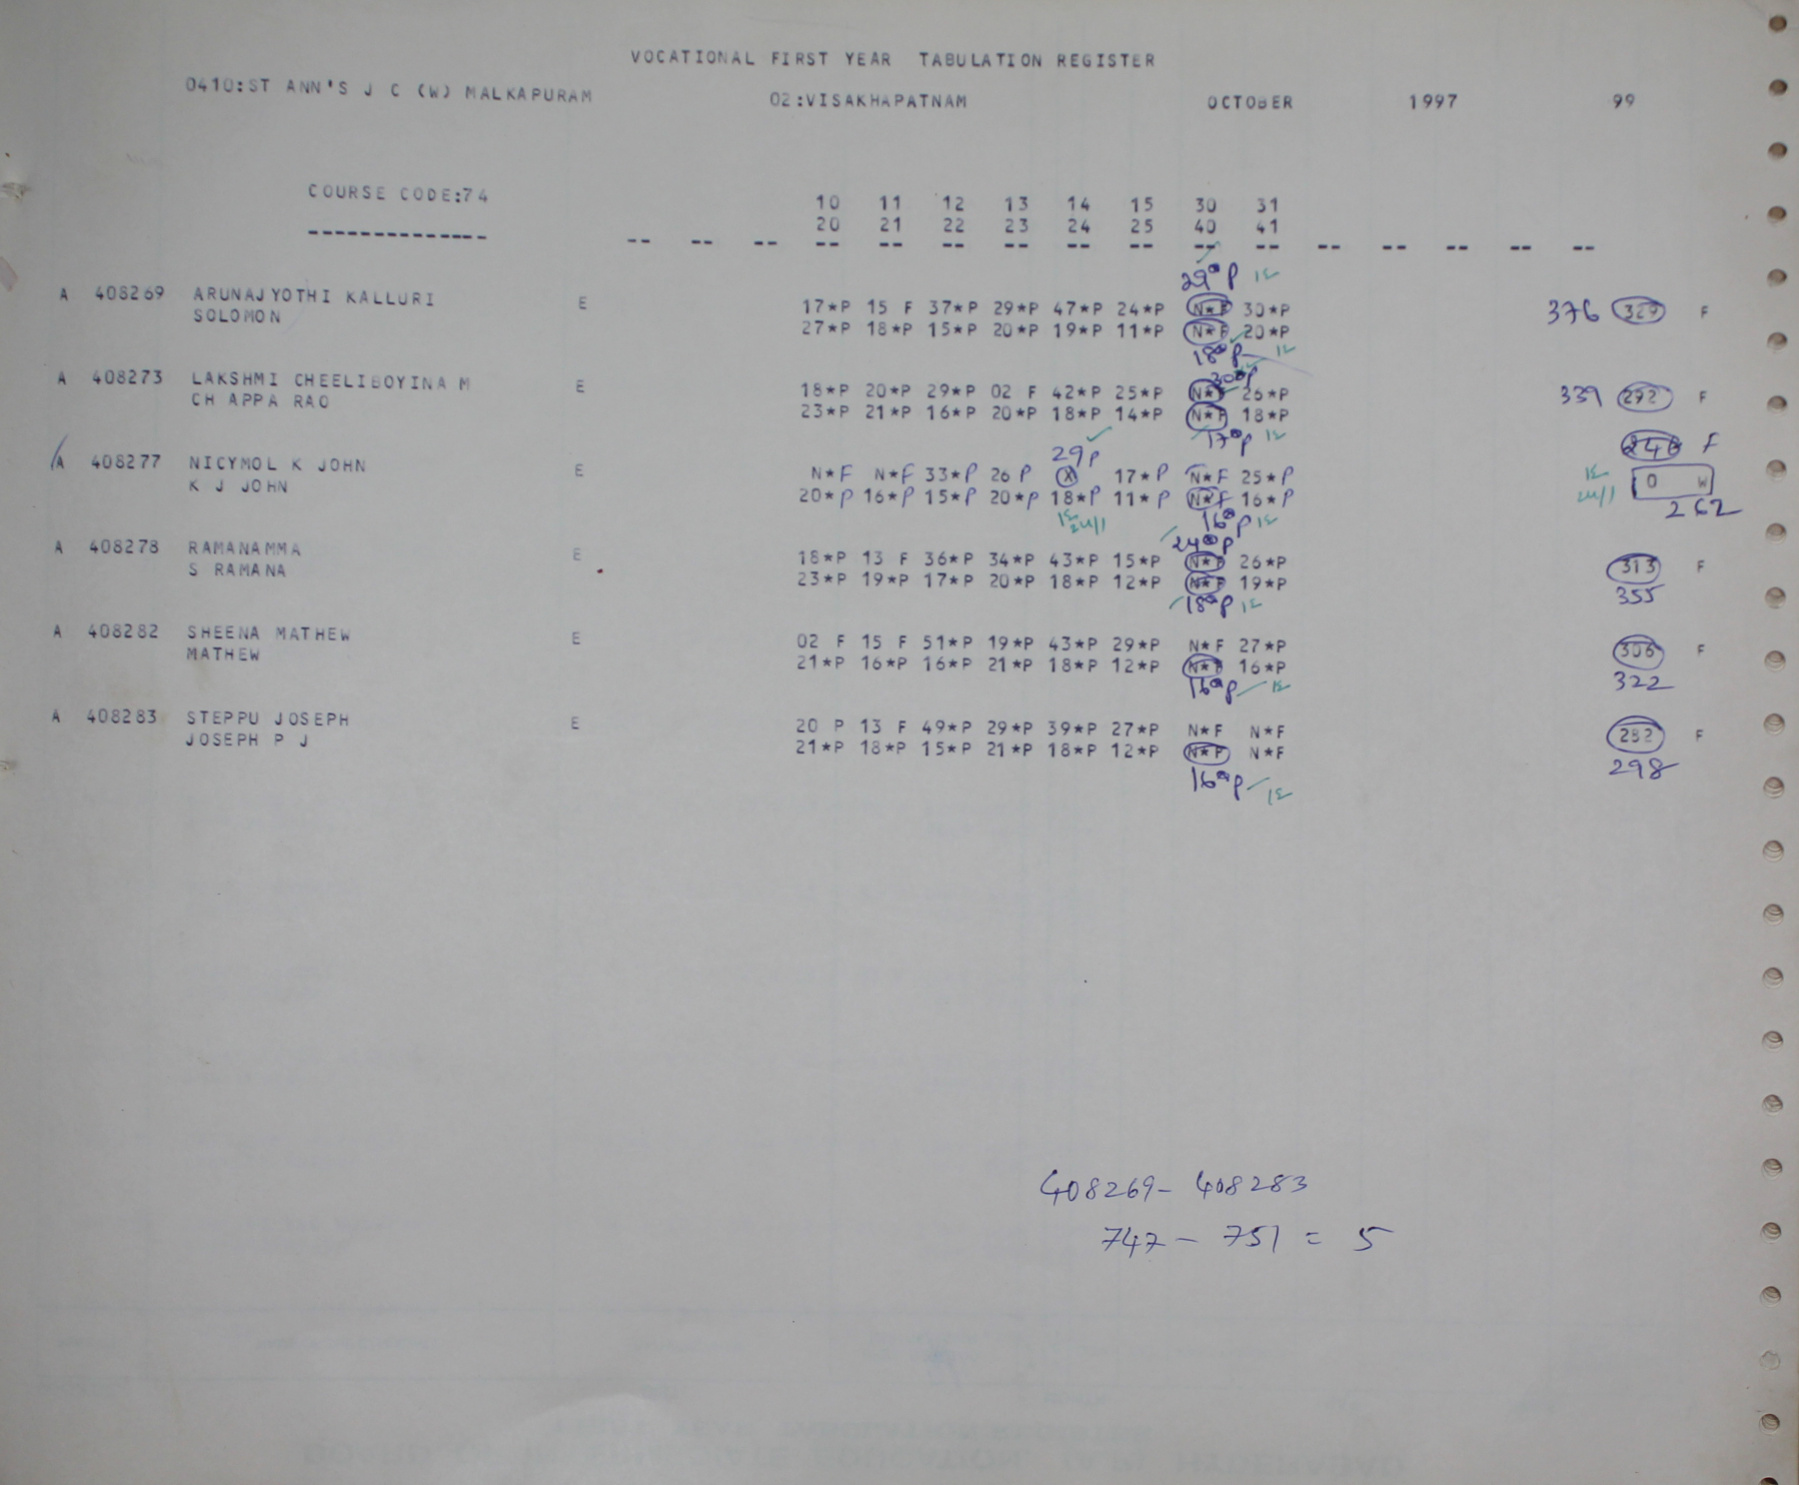 VOCATIONAL FIRST YEAR TABULATION REGISTER
0410:ST ANN'S J C (W) MALKAPURAM 02:VISAKHAPATNAM OCTOBER 1997 99
COURSE CODE:74 10 11 12 13 14 15 30 31
20 21 22 23 24 25 40 41
-------------- -- -- -- -- -- -- -- -- -- -- -- -- -- -- -- --
29*P
A 408269 ARUNAJYOTHI KALLURI E 17*P 15 F 37*P 29*P 47*P 24*P N*F 30*P 376 329 F
SOLOMON 27*P 18*P 15*P 20*P 19*P 11*P N*F 20*P
18*P
30*P
A 408273 LAKSHMI CHEELIBOYINA M E 18*P 20*P 29*P 02 F 42*P 25*P N*F 26*P 339 292 F
CH APPA RAO 23*P 21*P 16*P 20*P 18*P 14*P N*F 18*P
17*P
29P 246 F
A 408277 NICYMOL K JOHN E N*F N*F 33*P 26 P X 17*P N*F 25*P 0 W
K J JOHN 20*P 16*P 15*P 20*P 18*P 11*P N*F 16*P
24/1 16*P 262
24*P
A 408278 RAMANAMMA E 18*P 13 F 36*P 34*P 43*P 15*P N*F 26*P 313 F
S RAMANA 23*P 19*P 17*P 20*P 18*P 12*P N*F 19*P 355
18*P
A 408282 SHEENA MATHEW E 02 F 15 F 51*P 19*P 43*P 29*P N*F 27*P 306 F
MATHEW 21*P 16*P 16*P 21*P 18*P 12*P N*F 16*P
16*P 322
A 408283 STEPPU JOSEPH E 20 P 13 F 49*P 29*P 39*P 27*P N*F N*F 282 F
JOSEPH P J 21*P 18*P 15*P 21*P 18*P 12*P N*F N*F
16*P 298
408269- 408283
747 - 751 = 5